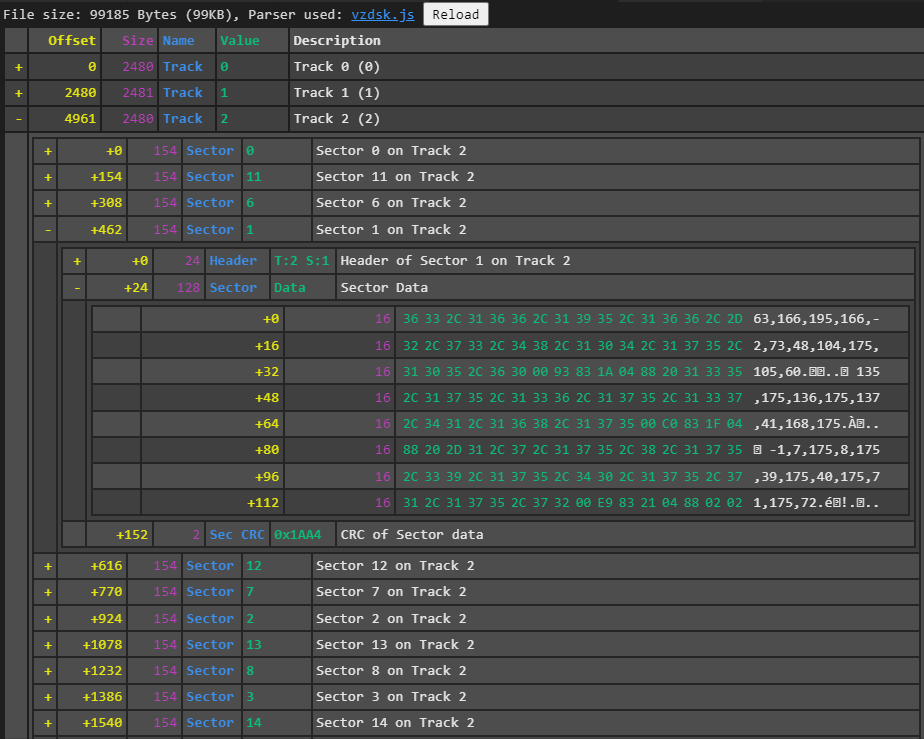 File size: 99185 Bytes (99KB), Parser used: vzdsk.js Reload
Offset Size Name Value Description
+ 0 2480 Track 0 Track 0 (0)
+ 2480 2481 Track 1 Track 1 (1)
- 4961 2480 Track 2 Track 2 (2)
+ +0 154 Sector 0 Sector 0 on Track 2
+ +154 154 Sector 11 Sector 11 on Track 2
+ +308 154 Sector 6 Sector 6 on Track 2
- +462 154 Sector 1 Sector 1 on Track 2
+ +0 24 Header T:2 S:1 Header of Sector 1 on Track 2
- +24 128 Sector Data Sector Data
+0 16 36 33 2C 31 36 36 2C 31 39 35 2C 31 36 36 2C 2D 63,166,195,166,-
+16 16 32 2C 37 33 2C 34 38 2C 31 30 34 2C 31 37 35 2C 2,73,48,104,175,
+32 16 31 30 35 2C 36 30 00 93 83 1A 04 88 20 31 33 35 105,60.��..� 135
+48 16 2C 31 37 35 2C 31 33 36 2C 31 37 35 2C 31 33 37 ,175,136,175,137
+64 16 2C 34 31 2C 31 36 38 2C 31 37 35 00 C0 83 1F 04 ,41,168,175.À�..
+80 16 88 20 2D 31 2C 37 2C 31 37 35 2C 38 2C 31 37 35 � -1,7,175,8,175
+96 16 2C 33 39 2C 31 37 35 2C 34 30 2C 31 37 35 2C 37 ,39,175,40,175,7
+112 16 31 2C 31 37 35 2C 37 32 00 E9 83 21 04 88 02 02 1,175,72.é�!.�..
+152 2 Sec CRC 0x1AA4 CRC of Sector data
+ +616 154 Sector 12 Sector 12 on Track 2
+ +770 154 Sector 7 Sector 7 on Track 2
+ +924 154 Sector 2 Sector 2 on Track 2
+ +1078 154 Sector 13 Sector 13 on Track 2
+ +1232 154 Sector 8 Sector 8 on Track 2
+ +1386 154 Sector 3 Sector 3 on Track 2
+ +1540 154 Sector 14 Sector 14 on Track 2